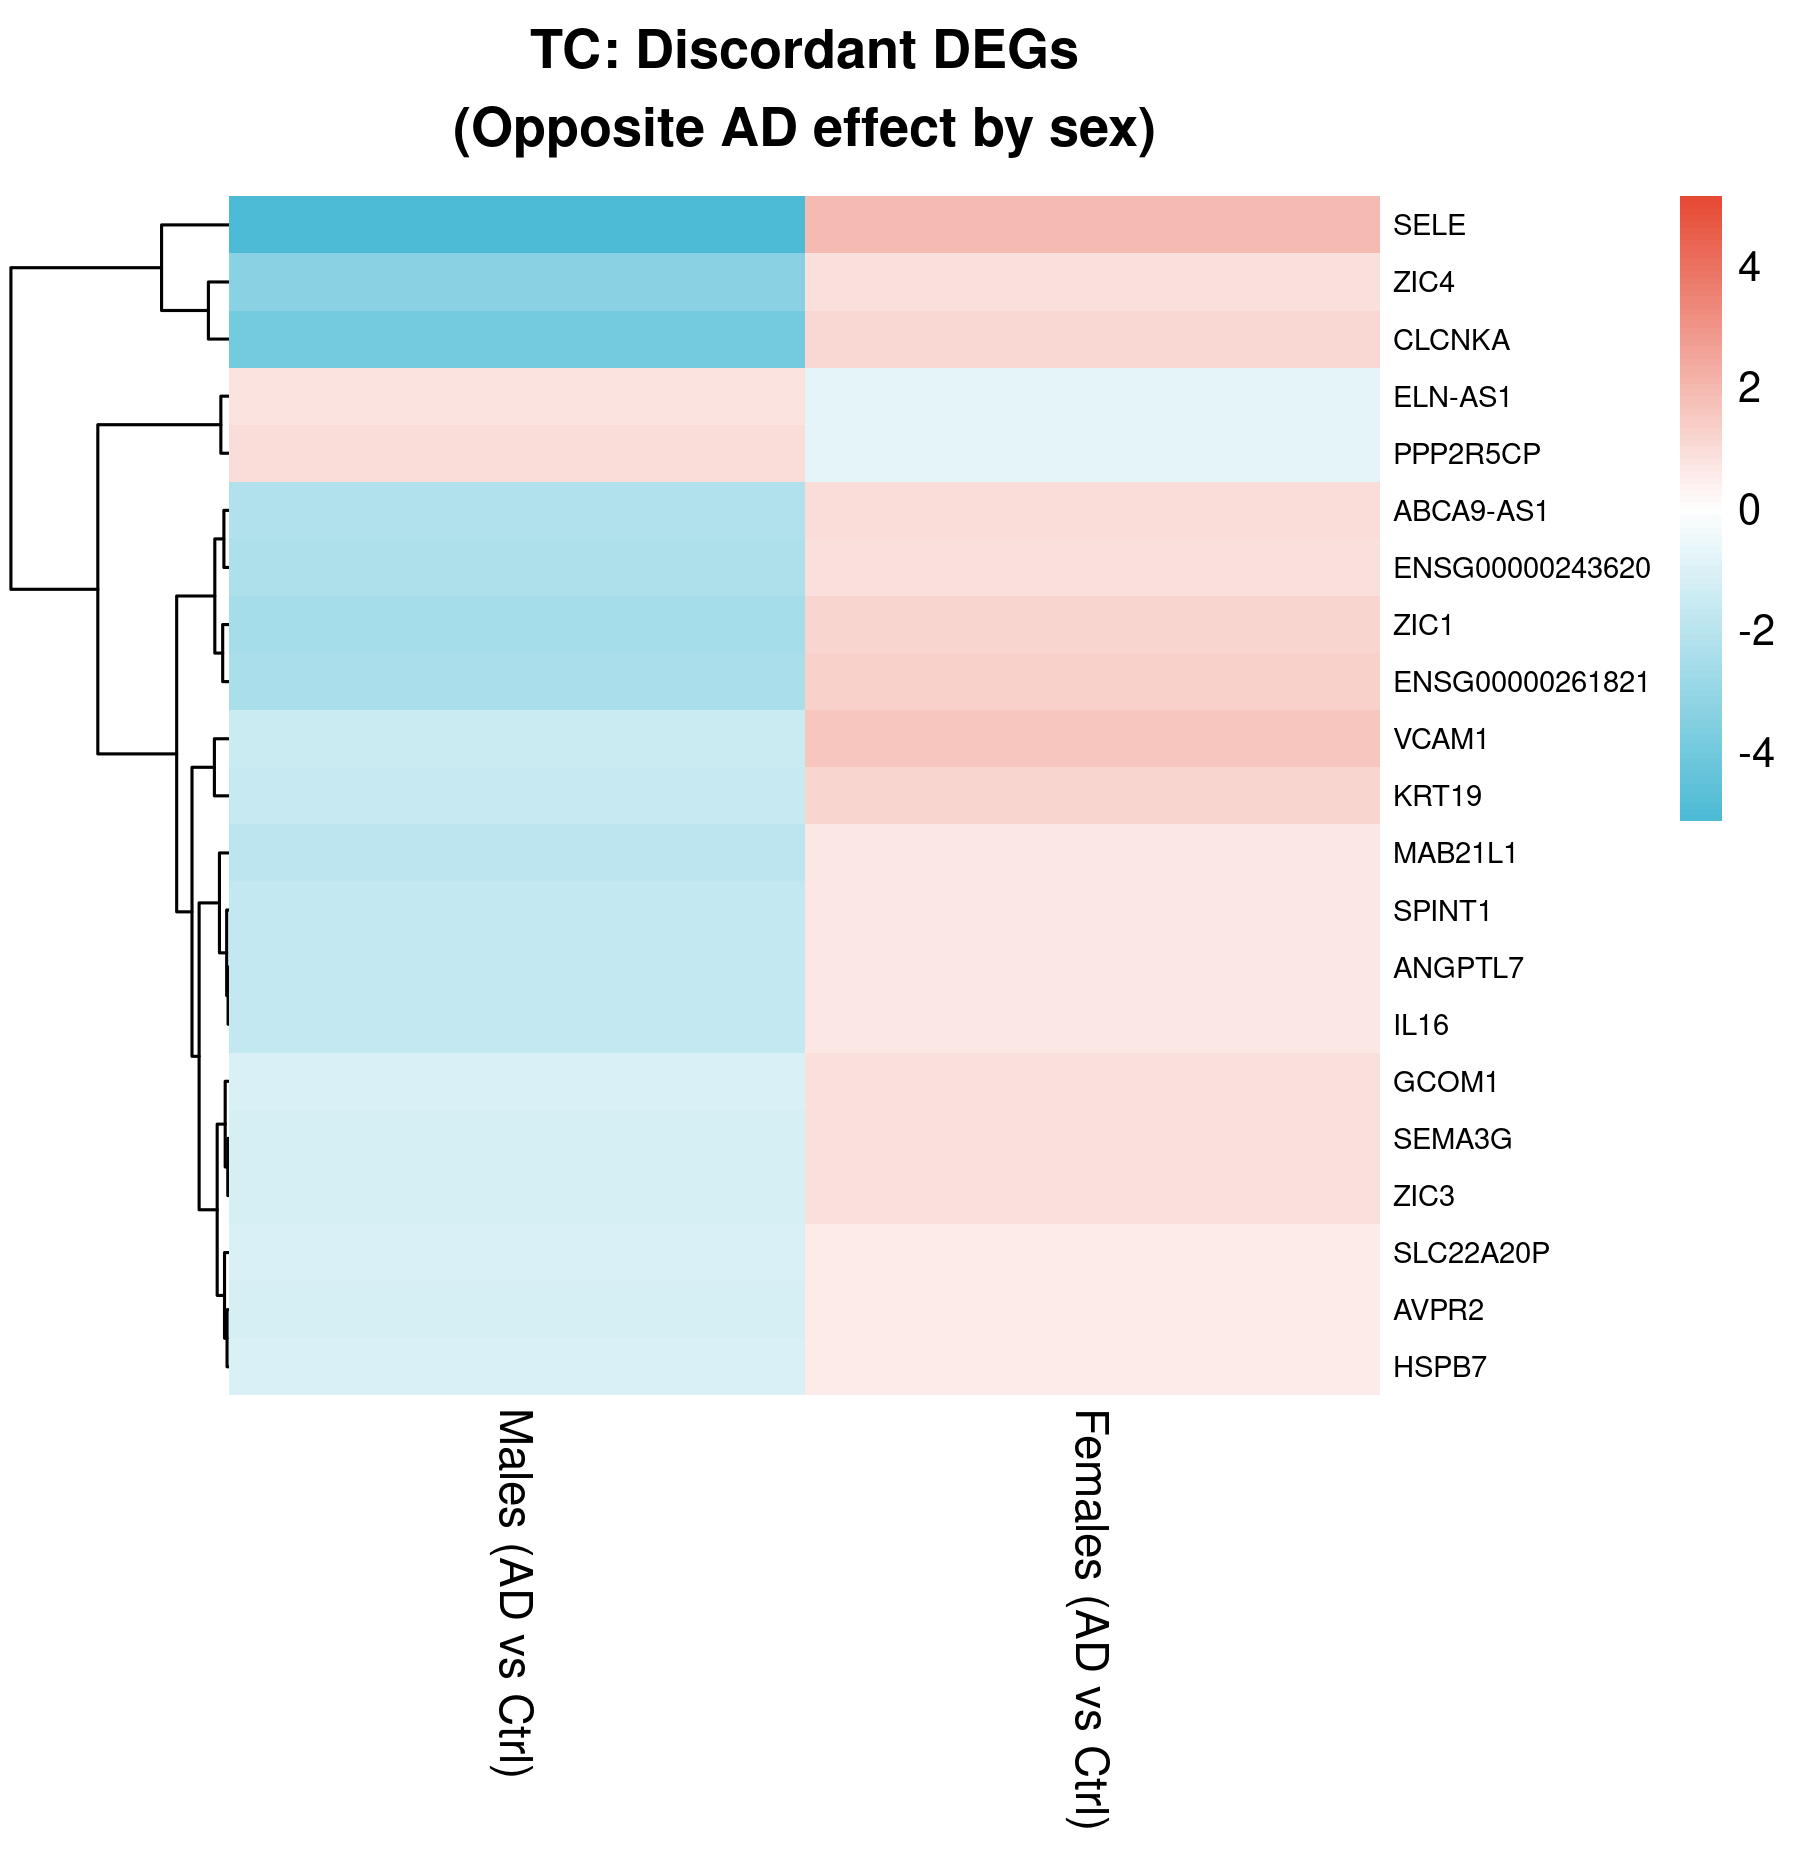 TC: Discordant DEGs
(Opposite AD effect by sex)
SELE
ZIC4
CLCNKA
ELN-AS1
PPP2R5CP
ABCA9-AS1
ENSG00000243620
ZIC1
ENSG00000261821
VCAM1
KRT19
MAB21L1
SPINT1
ANGPTL7
IL16
GCOM1
SEMA3G
ZIC3
SLC22A20P
AVPR2
HSPB7
4
2
0
-2
-4
Males (AD vs Ctrl)
Females (AD vs Ctrl)